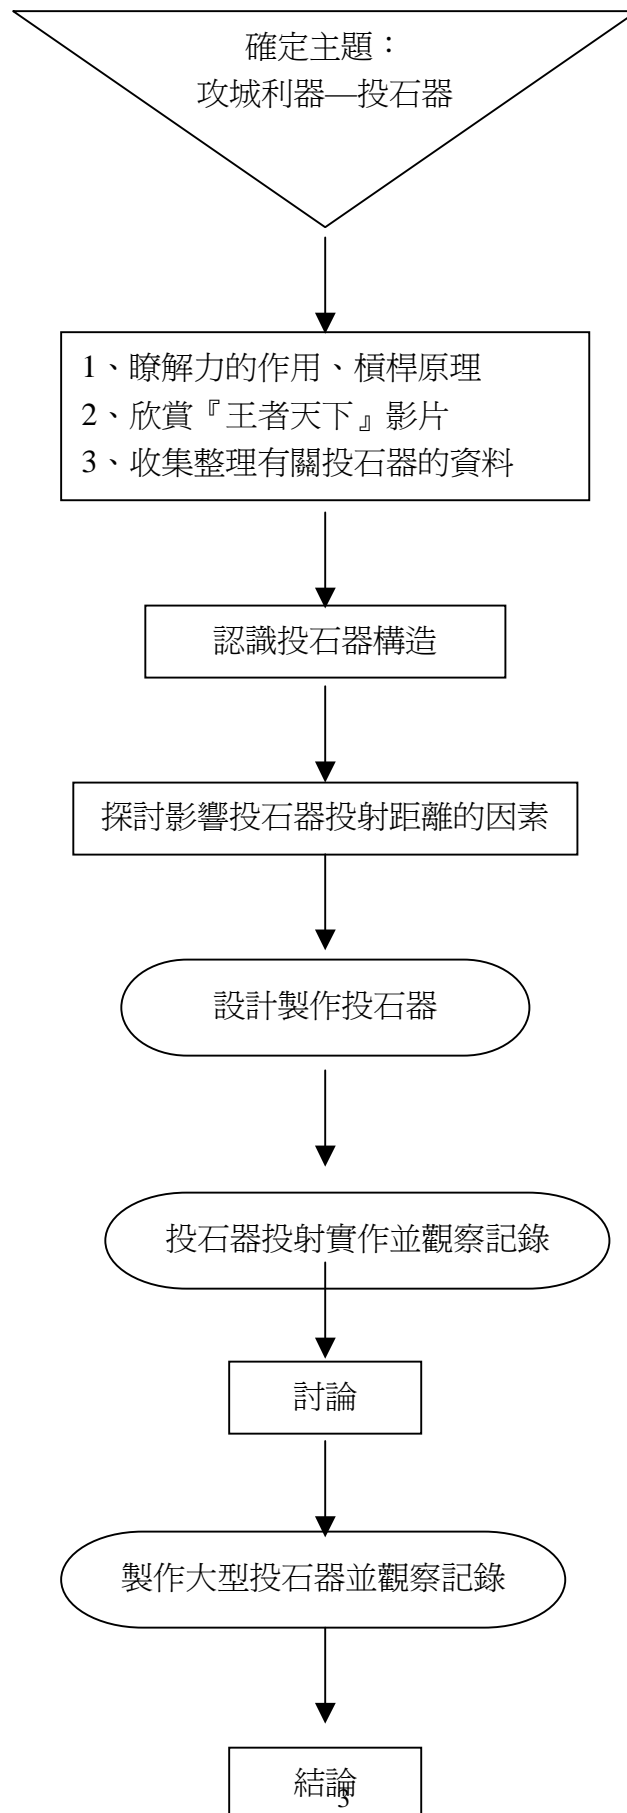 確定主題：
攻城利器—投石器
1、瞭解力的作用、槓桿原理
2、欣賞『王者天下』影片
3、收集整理有關投石器的資料
認識投石器構造
探討影響投石器投射距離的因素
設計製作投石器
投石器投射實作並觀察記錄
討論
製作大型投石器並觀察記錄
結論
3